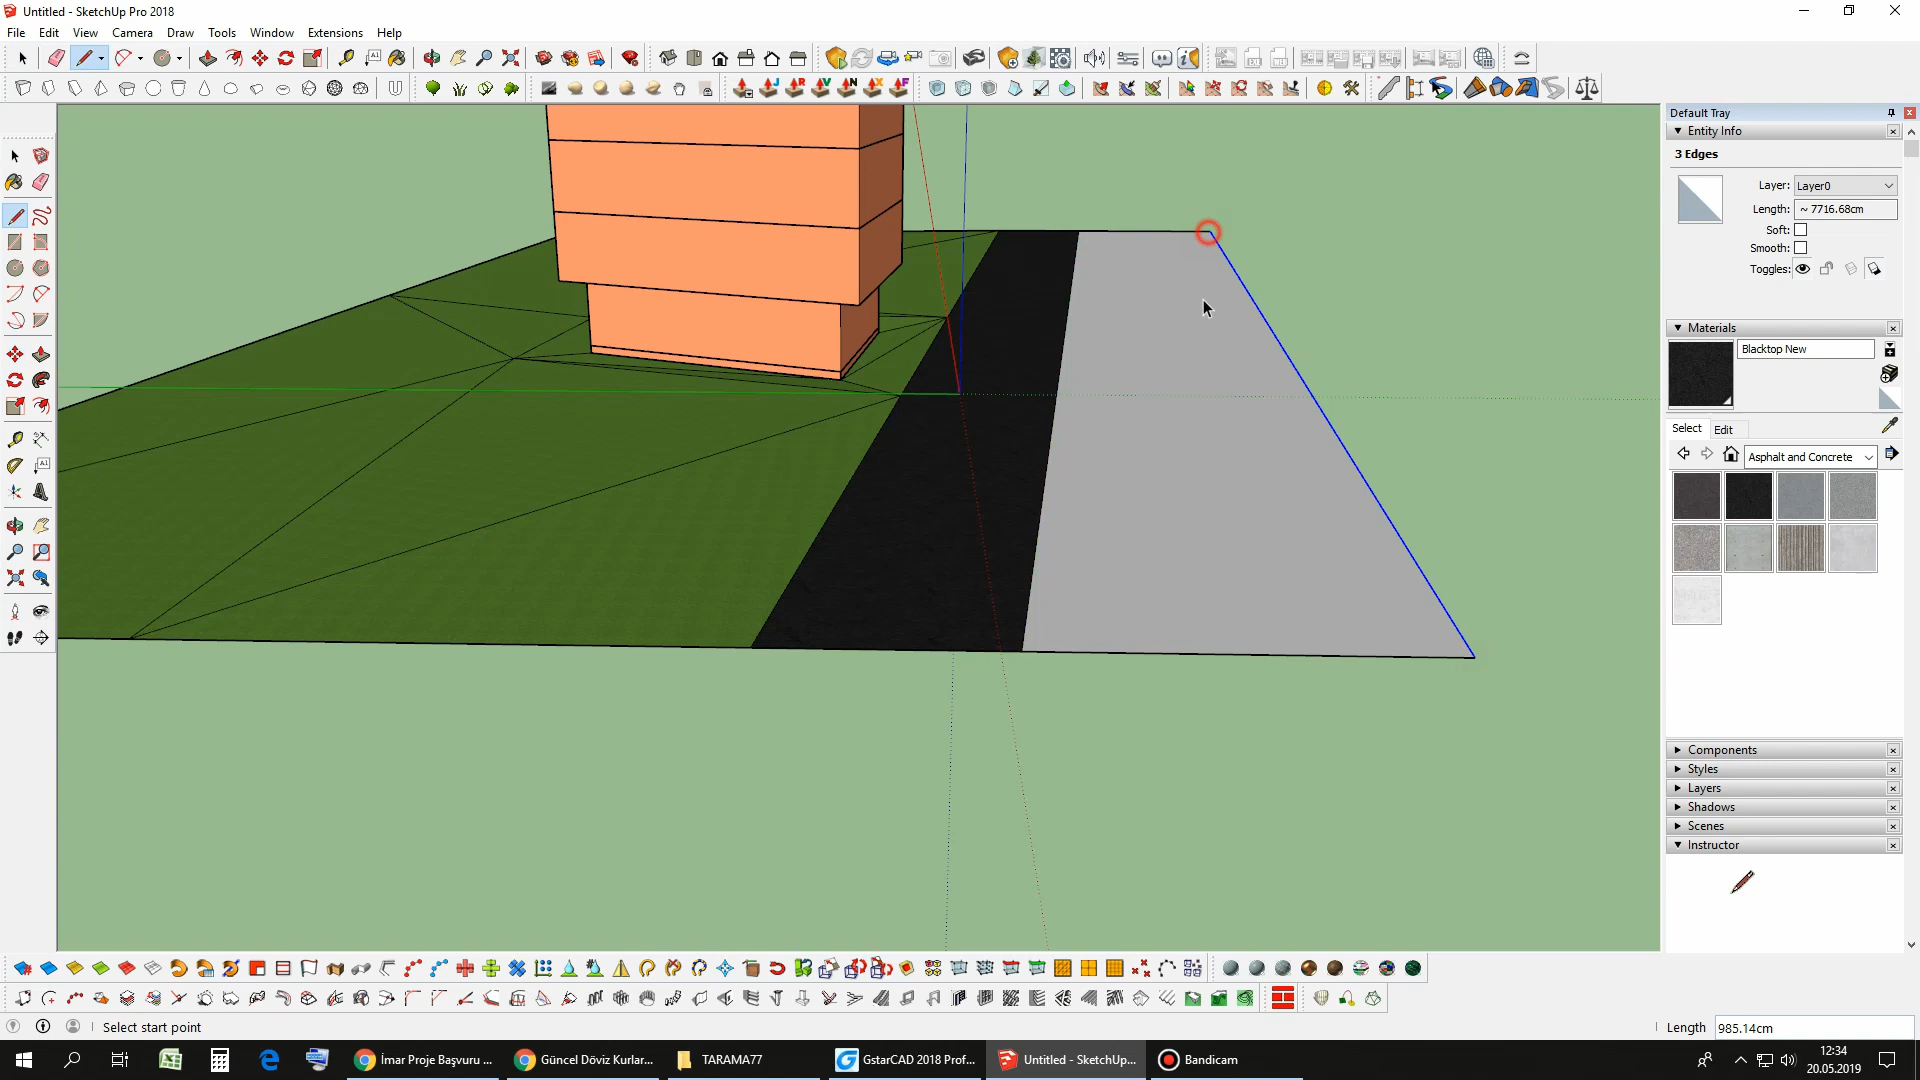 Untitled - SketchUp Pro 2018
File Edit View Camera Draw Tools Window Extensions Help
Default Tray
Entity Info
3 Edges
Layer: Layer0
Length: ~ 7716.68cm
Soft:
Smooth:
Toggles:
Materials
Blacktop New
Select Edit
Asphalt and Concrete
Components
Styles
Layers
Shadows
Scenes
Instructor
Select start point
Length 985.14cm
İmar Proje Başvuru ...
Güncel Döviz Kurlar...
TARAMA77
GstarCAD 2018 Prof...
Untitled - SketchUp...
Bandicam
12:34
20.05.2019